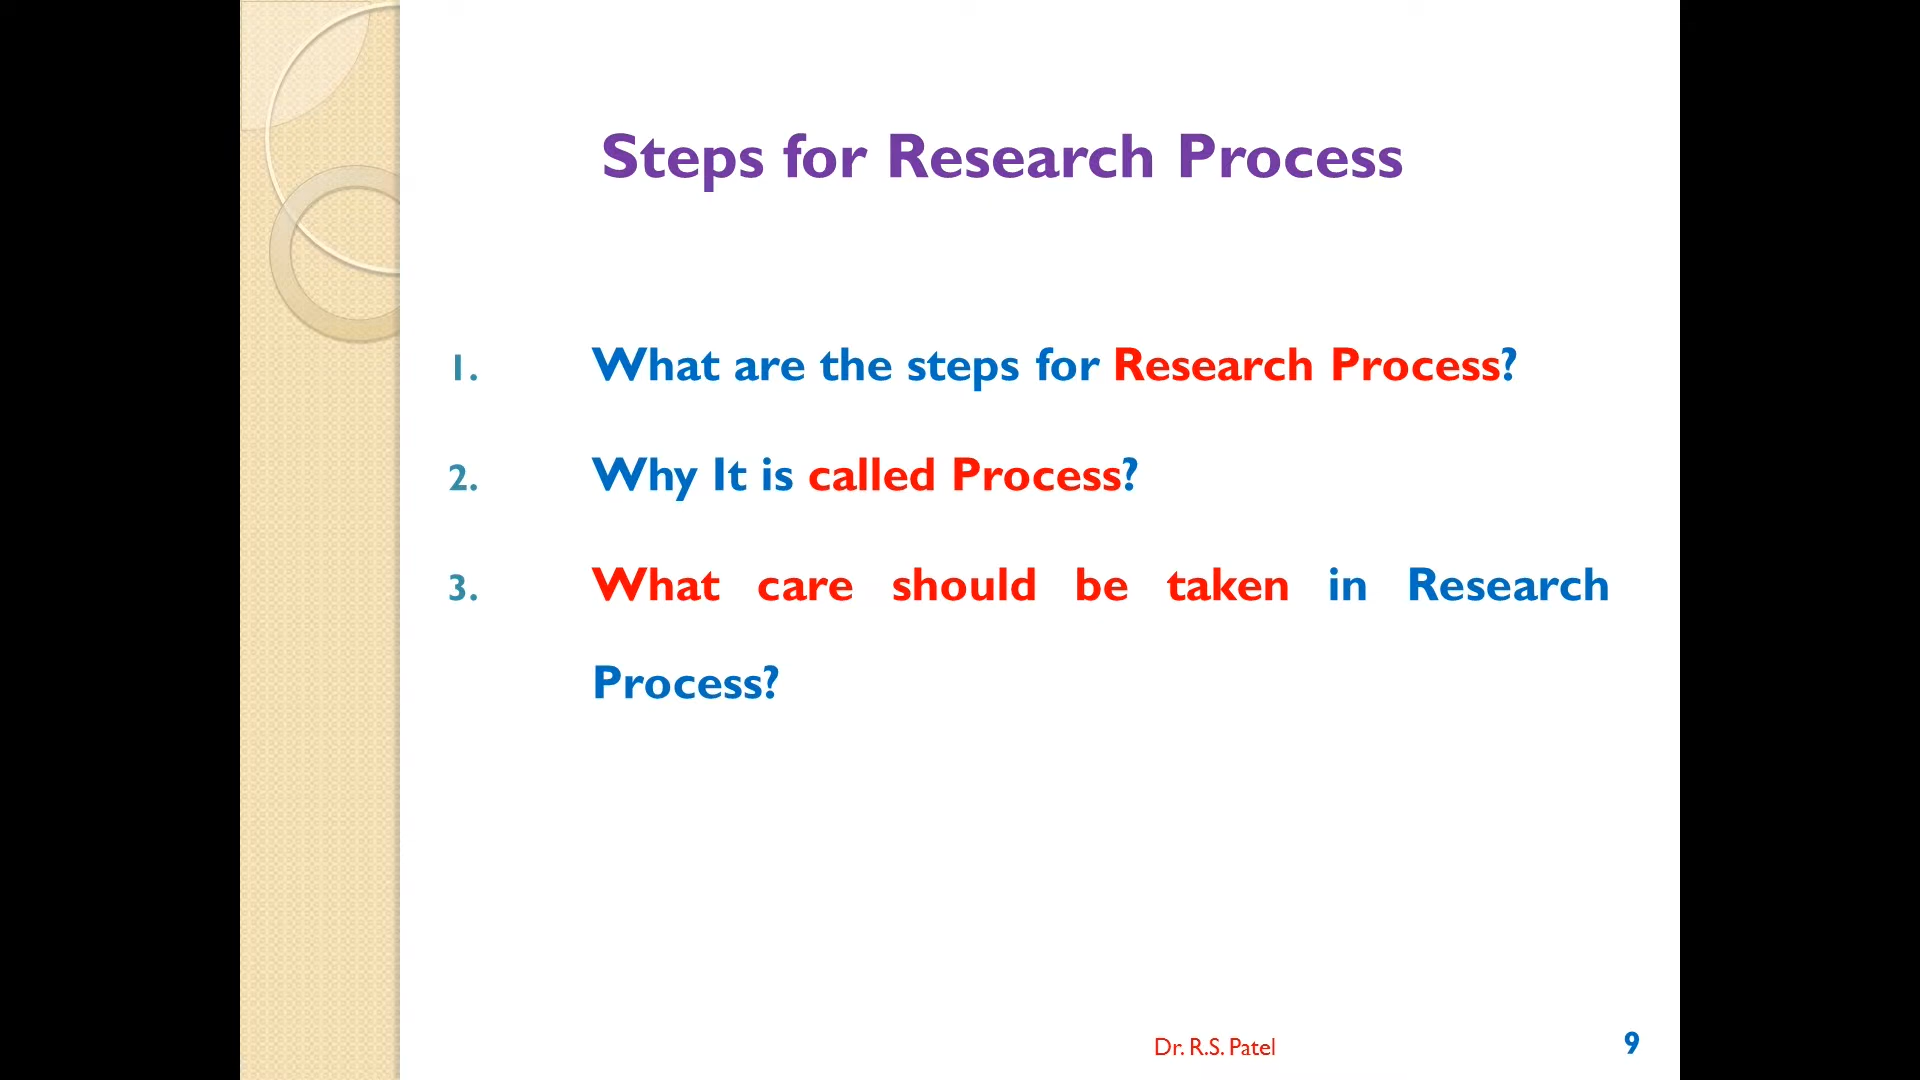 Steps for Research Process
1. What are the steps for Research Process?
2. Why It is called Process?
3. What care should be taken in Research
Process?
Dr. R.S. Patel
9